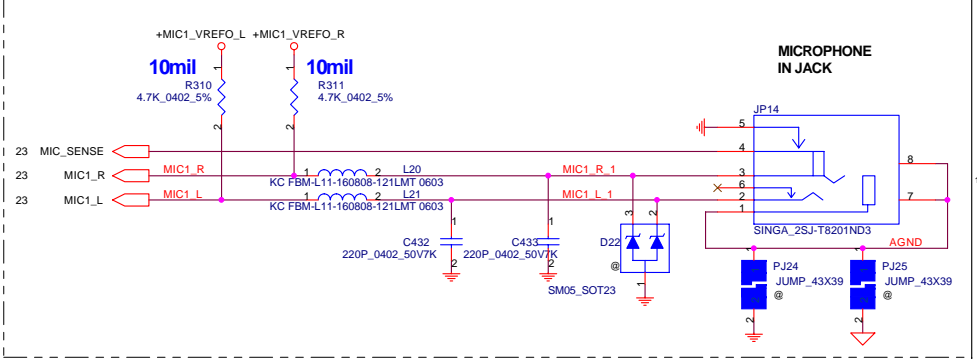 +MIC1_VREFO_L +MIC1_VREFO_R
MICROPHONE
IN JACK
1
1
10mil
10mil
R310
4.7K_0402_5%
R311
4.7K_0402_5%
2
2
JP14
5
4
3
6
2
1
8
7
SINGA_2SJ-T8201ND3
23 MIC_SENSE
23 MIC1_R
MIC1_R
1
2
L20
KC FBM-L11-160808-121LMT 0603
MIC1_R_1
23 MIC1_L
MIC1_L
1
2
L21
KC FBM-L11-160808-121LMT 0603
MIC1_L_1
1
C432
220P_0402_50V7K
2
1
C433
220P_0402_50V7K
2
3
2
D22
@
1
SM05_SOT23
AGND
1
PJ24
JUMP_43X39
@
2
1
PJ25
JUMP_43X39
@
2